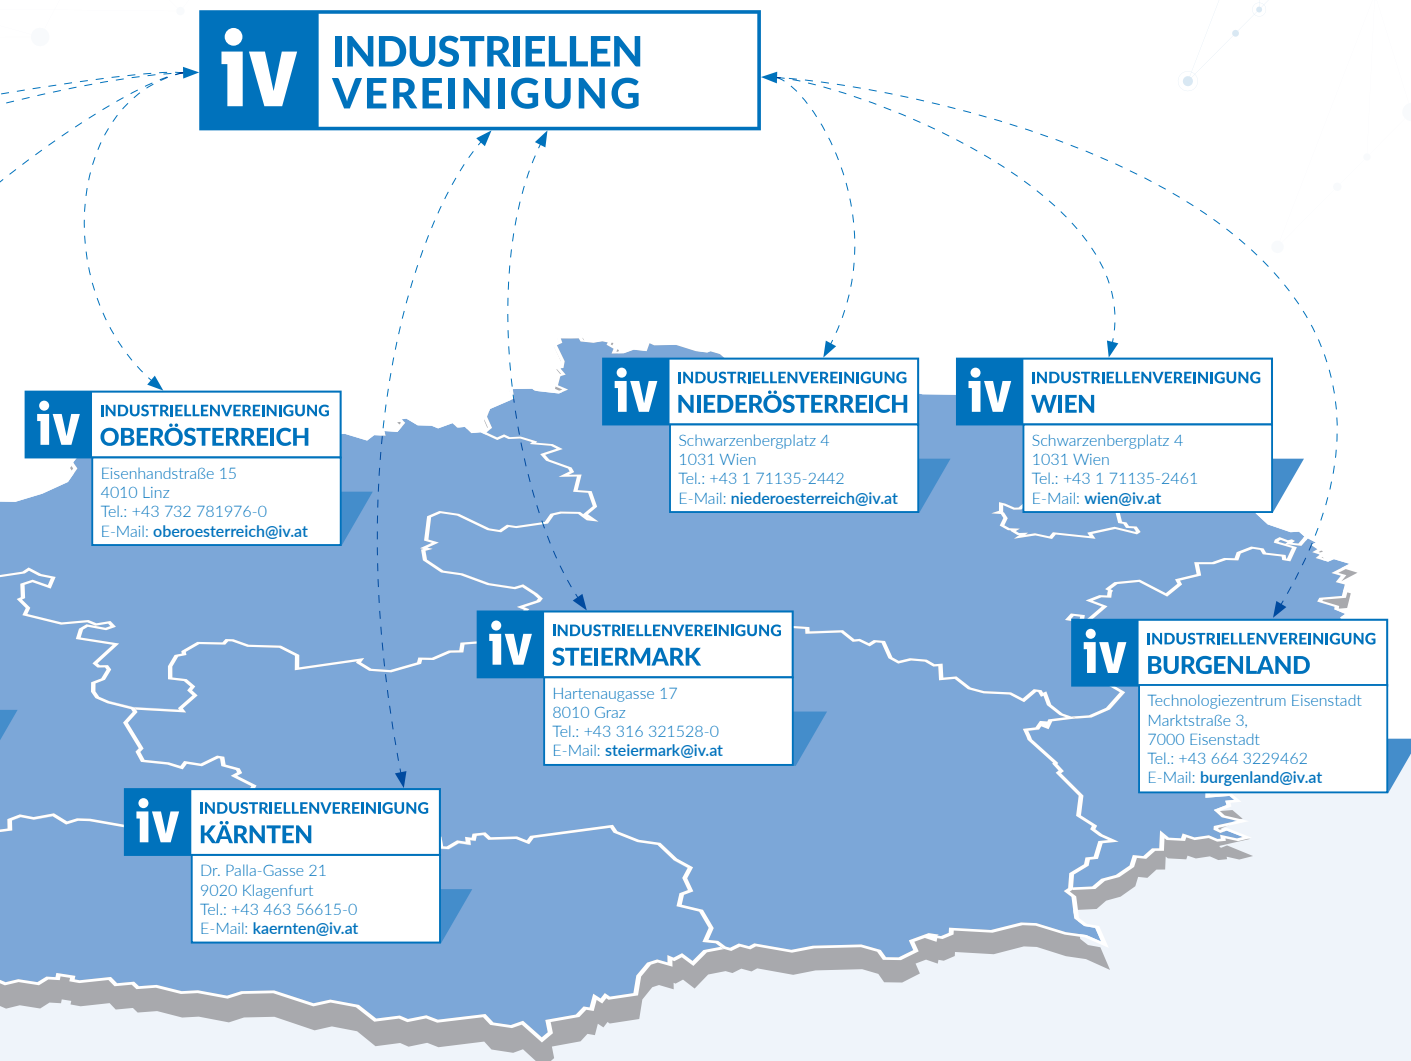 iv INDUSTRIELLEN
VEREINIGUNG
iv INDUSTRIELLENVEREINIGUNG
OBERÖSTERREICH
Eisenhandstraße 15
4010 Linz
Tel.: +43 732 781976-0
E-Mail: oberoesterreich@iv.at
iv INDUSTRIELLENVEREINIGUNG
NIEDERÖSTERREICH
Schwarzenbergplatz 4
1031 Wien
Tel.: +43 1 71135-2442
E-Mail: niederoesterreich@iv.at
iv INDUSTRIELLENVEREINIGUNG
WIEN
Schwarzenbergplatz 4
1031 Wien
Tel.: +43 1 71135-2461
E-Mail: wien@iv.at
iv INDUSTRIELLENVEREINIGUNG
STEIERMARK
Hartenaugasse 17
8010 Graz
Tel.: +43 316 321528-0
E-Mail: steiermark@iv.at
iv INDUSTRIELLENVEREINIGUNG
BURGENLAND
Technologiezentrum Eisenstadt
Marktstraße 3,
7000 Eisenstadt
Tel.: +43 664 3229462
E-Mail: burgenland@iv.at
iv INDUSTRIELLENVEREINIGUNG
KÄRNTEN
Dr. Palla-Gasse 21
9020 Klagenfurt
Tel.: +43 463 56615-0
E-Mail: kaernten@iv.at